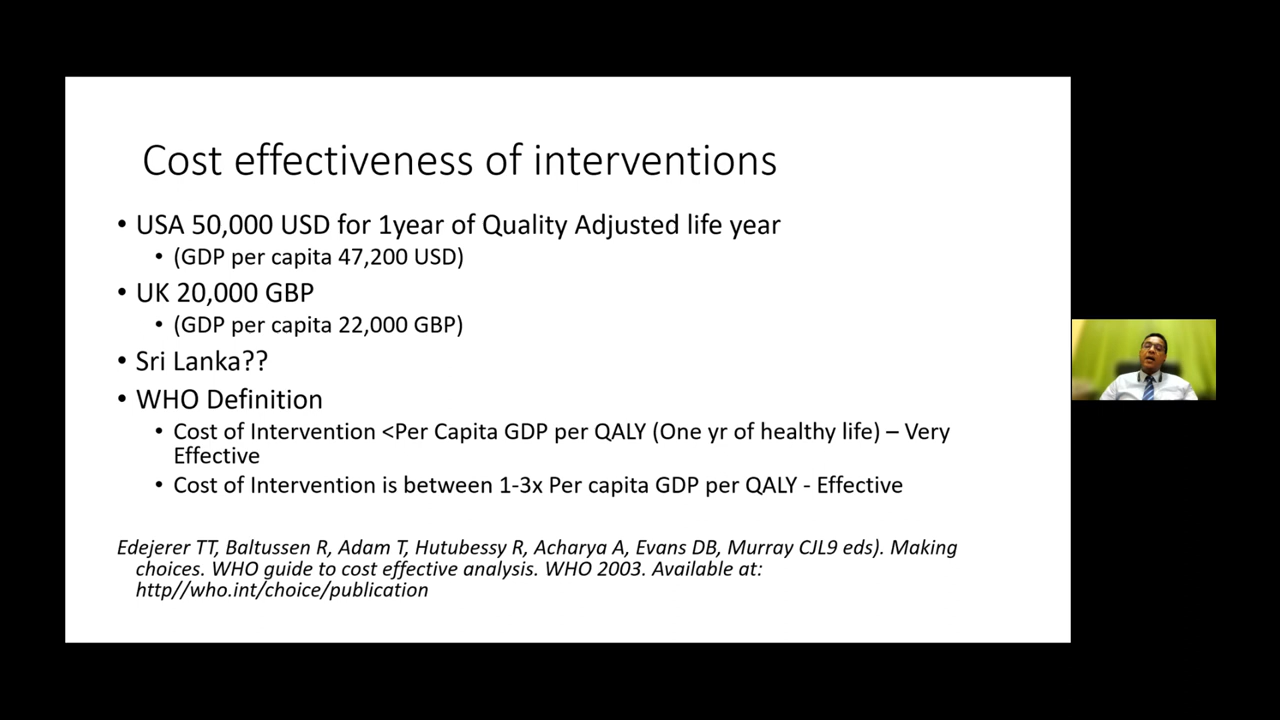 Cost effectiveness of interventions
• USA 50,000 USD for 1year of Quality Adjusted life year
• (GDP per capita 47,200 USD)
• UK 20,000 GBP
• (GDP per capita 22,000 GBP)
• Sri Lanka??
• WHO Definition
• Cost of Intervention <Per Capita GDP per QALY (One yr of healthy life) – Very
Effective
• Cost of Intervention is between 1-3x Per capita GDP per QALY - Effective
Edejerer TT, Baltussen R, Adam T, Hutubessy R, Acharya A, Evans DB, Murray CJL9 eds). Making
choices. WHO guide to cost effective analysis. WHO 2003. Available at:
http//who.int/choice/publication